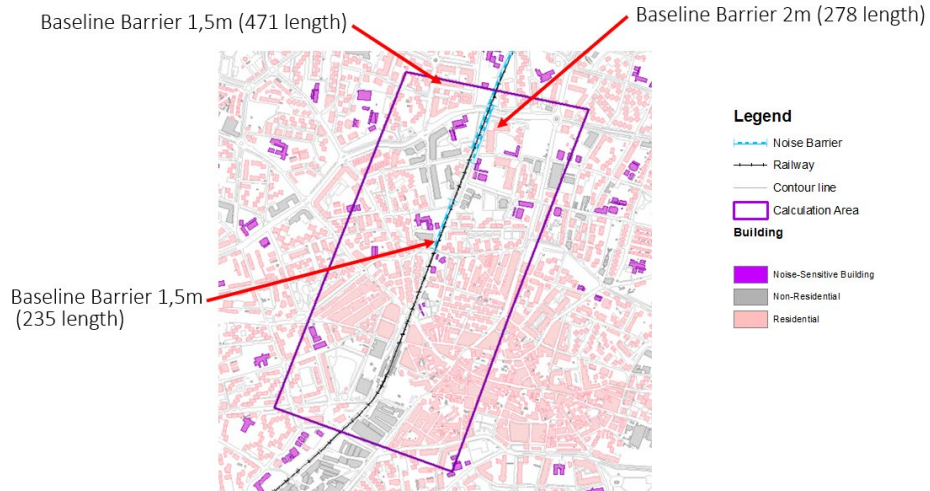 Baseline Barrier 1,5m (471 length)
Baseline Barrier 2m (278 length)
Legend
Noise Barrier
Railway
Contour line
Calculation Area
Building
Noise-Sensitive Building
Non-Residential
Residential
Baseline Barrier 1,5m
(235 length)